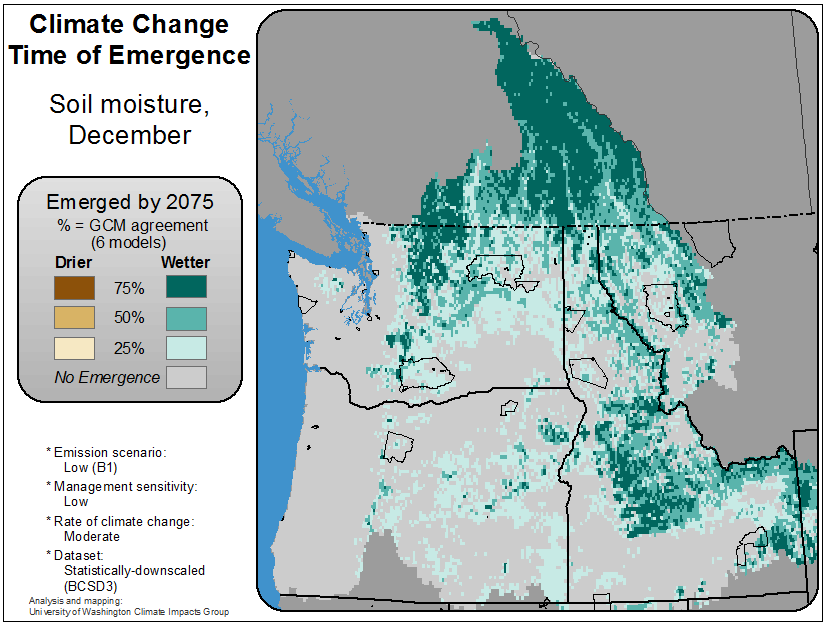 Climate Change
Time of Emergence
Soil moisture,
December
Emerged by 2075
% = GCM agreement
(6 models)
Drier Wetter
75%
50%
25%
No Emergence
* Emission scenario:
Low (B1)
* Management sensitivity:
Low
* Rate of climate change:
Moderate
* Dataset:
Statistically-downscaled
(BCSD3)
Analysis and mapping:
University of Washington Climate Impacts Group